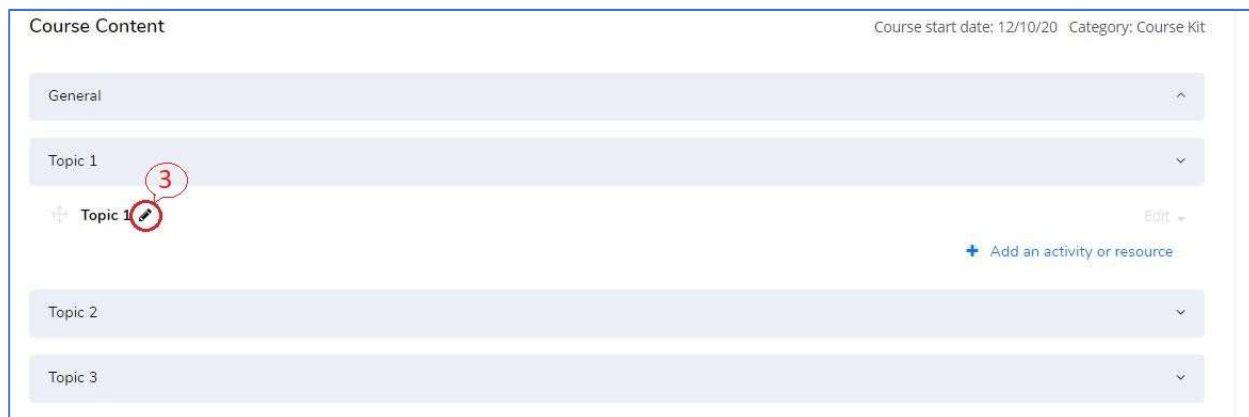 Course Content
Course start date: 12/10/20 Category: Course Kit
General
Topic 1
3
Topic 1
Edit
Add an activity or resource
Topic 2
Topic 3